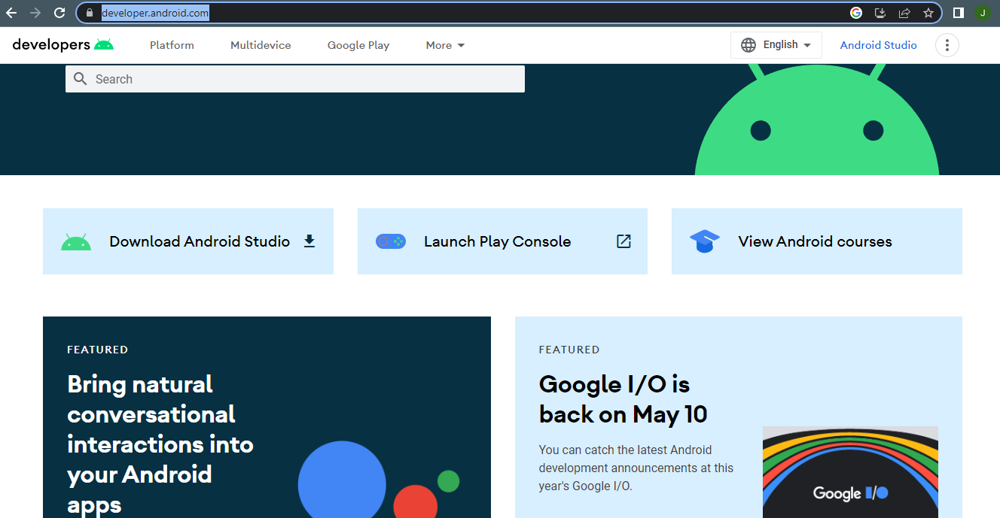 developer.android.com
J
developers Platform Multidevice Google Play More English Android Studio
Search
Download Android Studio Launch Play Console View Android courses
FEATURED
Bring natural
conversational
interactions into
your Android
apps
FEATURED
Google I/O is
back on May 10
You can catch the latest Android
development announcements at this
year's Google I/O.
Google I/O